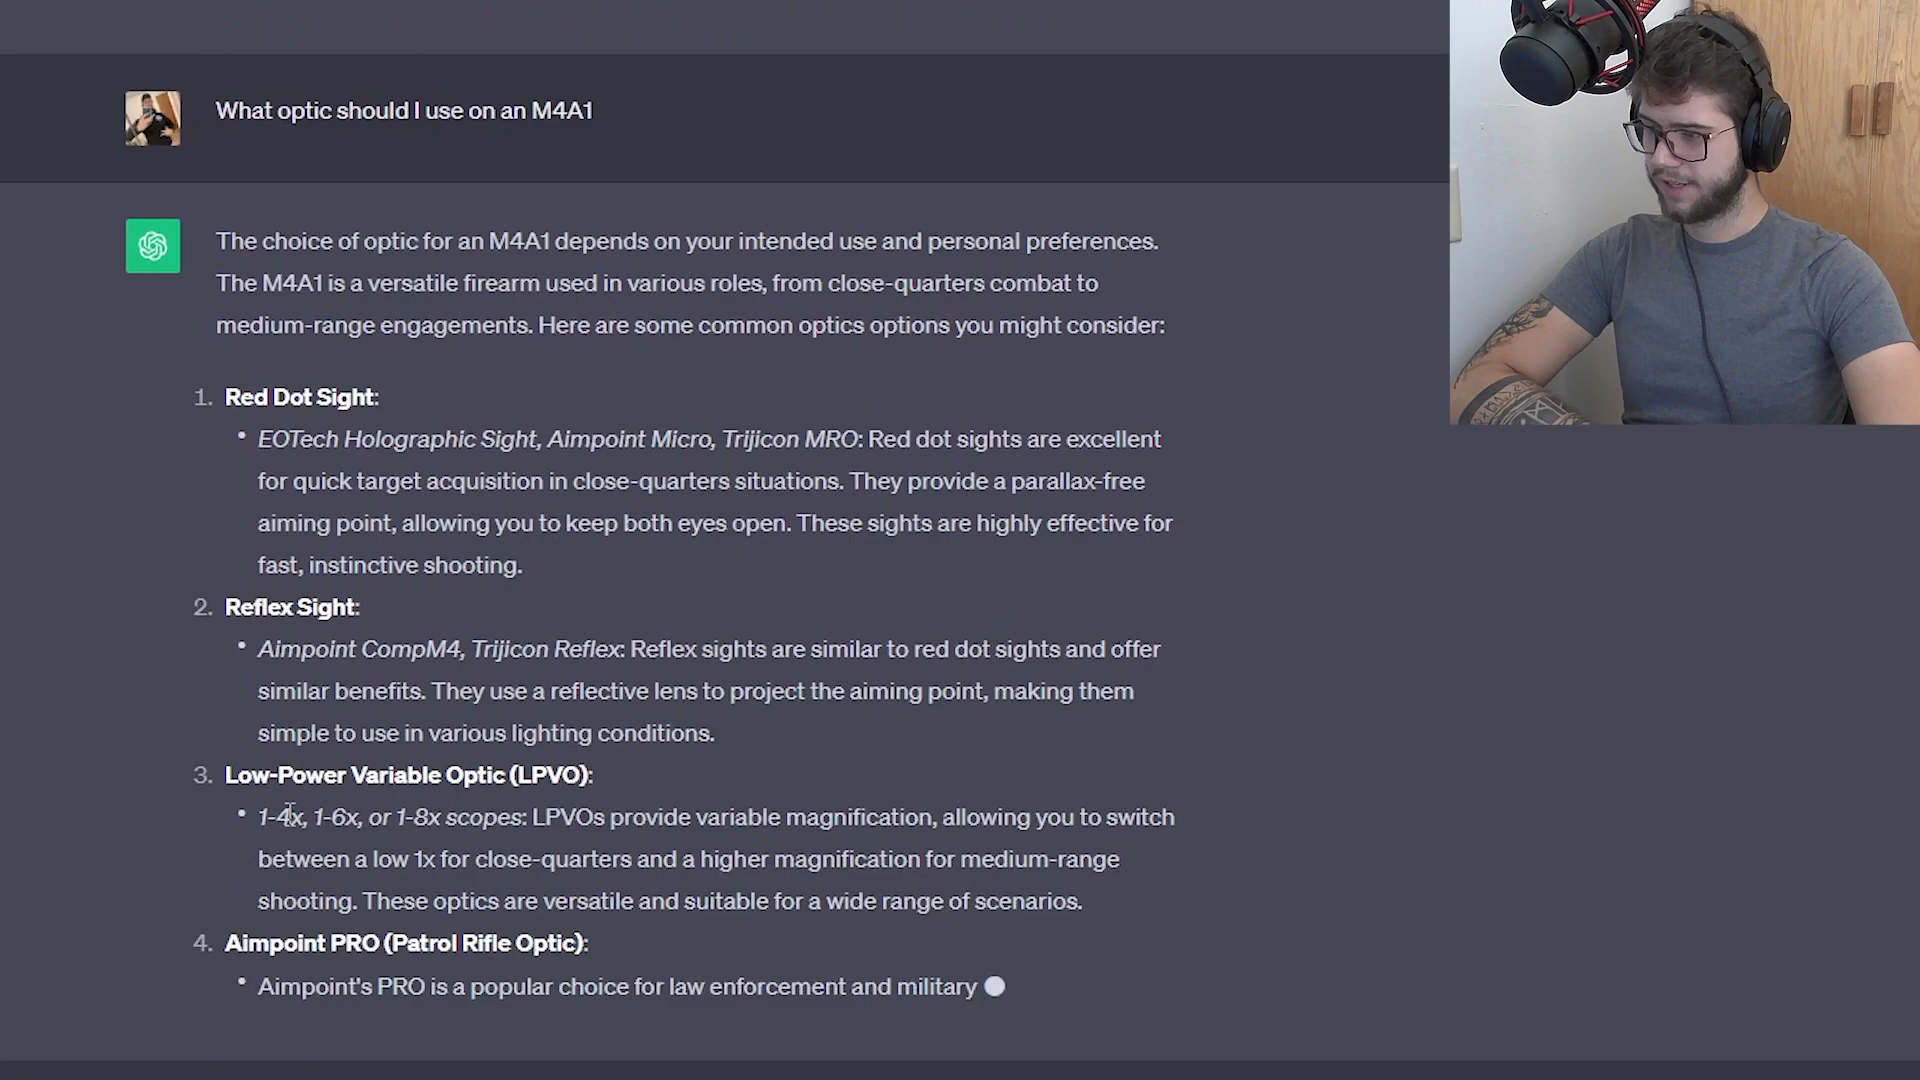 What optic should I use on an M4A1
The choice of optic for an M4A1 depends on your intended use and personal preferences.
The M4A1 is a versatile firearm used in various roles, from close-quarters combat to
medium-range engagements. Here are some common optics options you might consider:
1. Red Dot Sight:
• EOTech Holographic Sight, Aimpoint Micro, Trijicon MRO: Red dot sights are excellent
for quick target acquisition in close-quarters situations. They provide a parallax-free
aiming point, allowing you to keep both eyes open. These sights are highly effective for
fast, instinctive shooting.
2. Reflex Sight:
• Aimpoint CompM4, Trijicon Reflex: Reflex sights are similar to red dot sights and offer
similar benefits. They use a reflective lens to project the aiming point, making them
simple to use in various lighting conditions.
3. Low-Power Variable Optic (LPVO):
• 1-4x, 1-6x, or 1-8x scopes: LPVOs provide variable magnification, allowing you to switch
between a low 1x for close-quarters and a higher magnification for medium-range
shooting. These optics are versatile and suitable for a wide range of scenarios.
4. Aimpoint PRO (Patrol Rifle Optic):
• Aimpoint's PRO is a popular choice for law enforcement and military